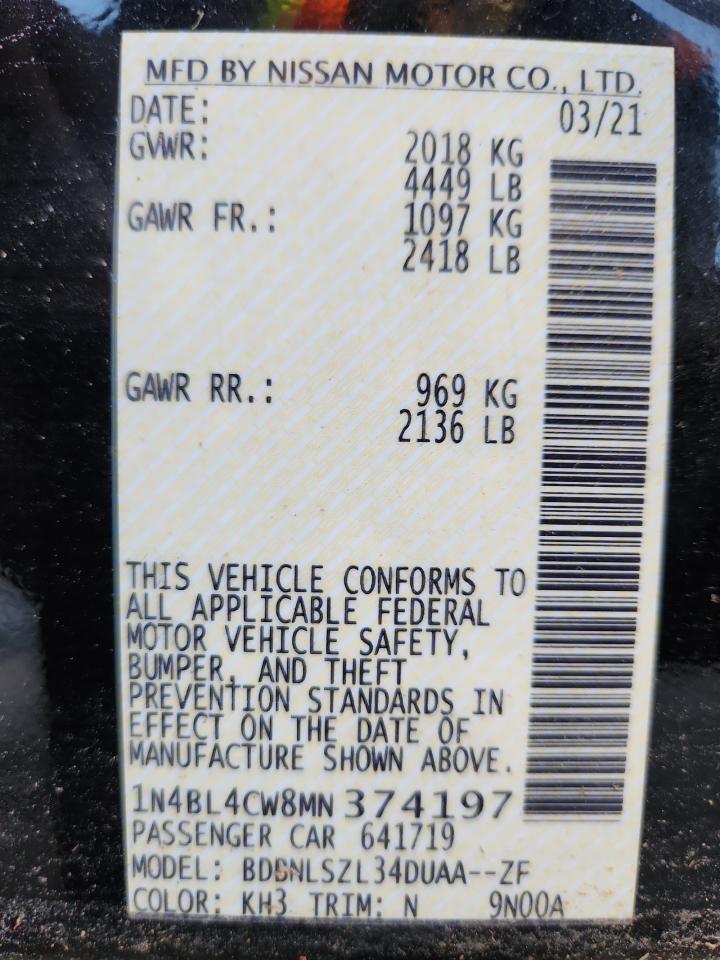 MFD BY NISSAN MOTOR CO., LTD.
DATE: 03/21
GVWR: 2018 KG
4449 LB
GAWR FR.: 1097 KG
2418 LB
GAWR RR.: 969 KG
2136 LB
THIS VEHICLE CONFORMS TO
ALL APPLICABLE FEDERAL
MOTOR VEHICLE SAFETY,
BUMPER, AND THEFT
PREVENTION STANDARDS IN
EFFECT ON THE DATE OF
MANUFACTURE SHOWN ABOVE.
1N4BL4CW8MN 374197
PASSENGER CAR 641719
MODEL: BDBNLSZL34DUAA--ZF
COLOR: KH3 TRIM: N 9N00A